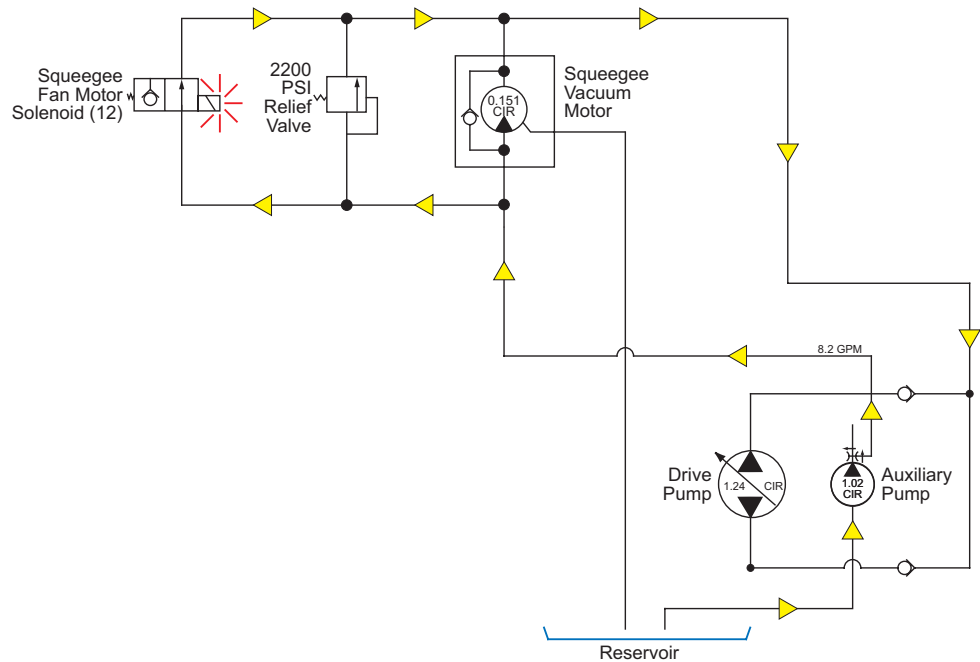 Squeegee
Fan Motor
Solenoid (12)
2200
PSI
Relief
Valve
0.151
CIR
Squeegee
Vacuum
Motor
8.2 GPM
Drive
Pump
1.24 CIR
1.02
CIR
Auxiliary
Pump
Reservoir